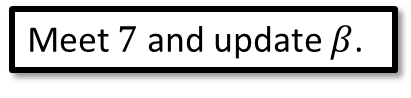 Meet 7 and update β.